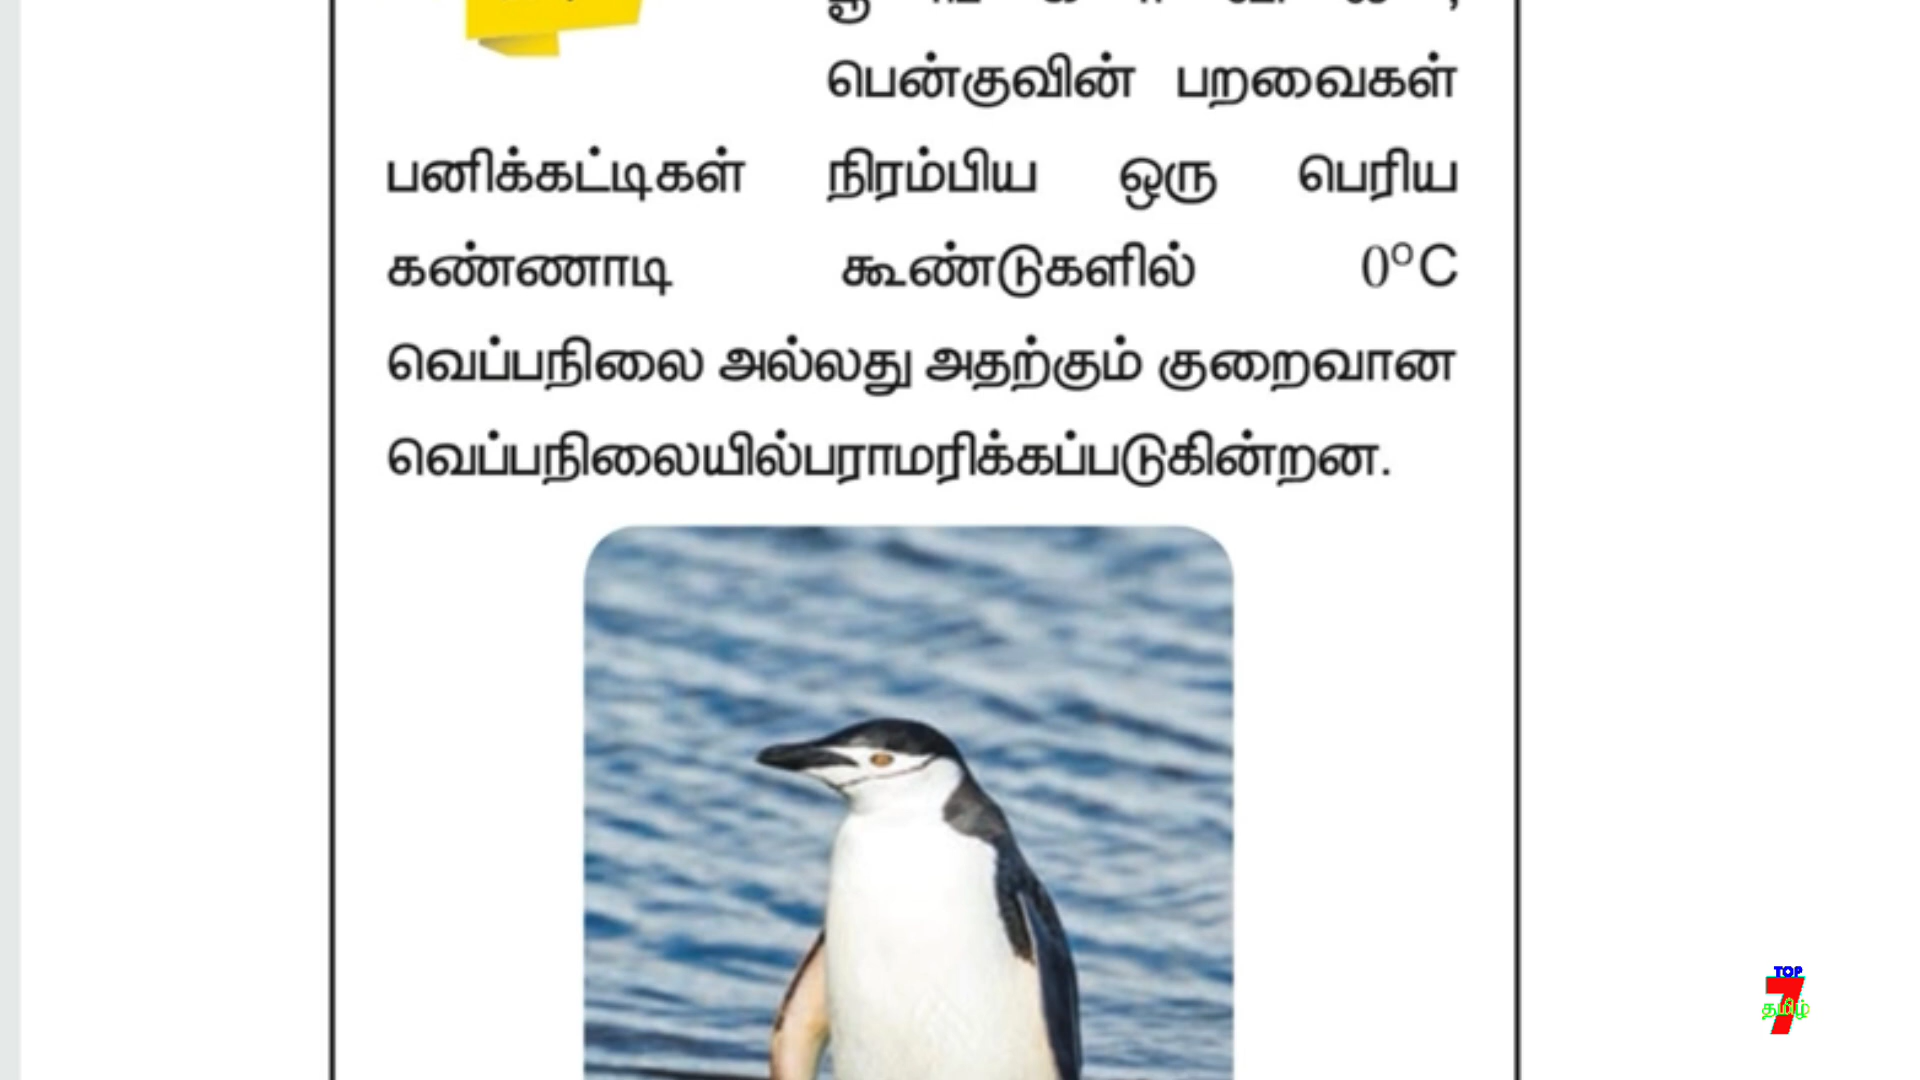 பென்குவின் பறவைகள்
பனிக்கட்டிகள் நிரம்பிய ஒரு பெரிய
கண்ணாடி கூண்டுகளில் 0°C
வெப்பநிலை அல்லது அதற்கும் குறைவான
வெப்பநிலையில்பராமரிக்கப்படுகின்றன.
TOP
7
தமிழ்